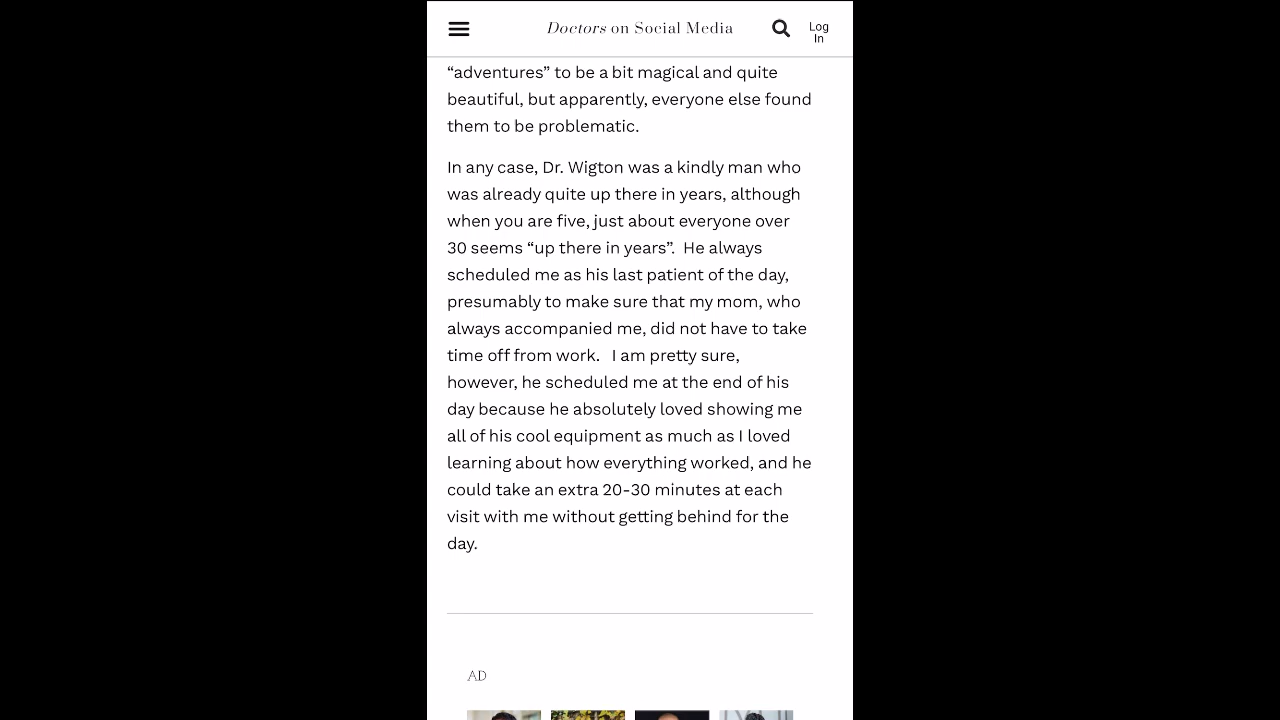 Doctors on Social Media
Log
In
“adventures” to be a bit magical and quite
beautiful, but apparently, everyone else found
them to be problematic.
In any case, Dr. Wigton was a kindly man who
was already quite up there in years, although
when you are five, just about everyone over
30 seems “up there in years”.  He always
scheduled me as his last patient of the day,
presumably to make sure that my mom, who
always accompanied me, did not have to take
time off from work.   I am pretty sure,
however, he scheduled me at the end of his
day because he absolutely loved showing me
all of his cool equipment as much as I loved
learning about how everything worked, and he
could take an extra 20-30 minutes at each
visit with me without getting behind for the
day.
AD